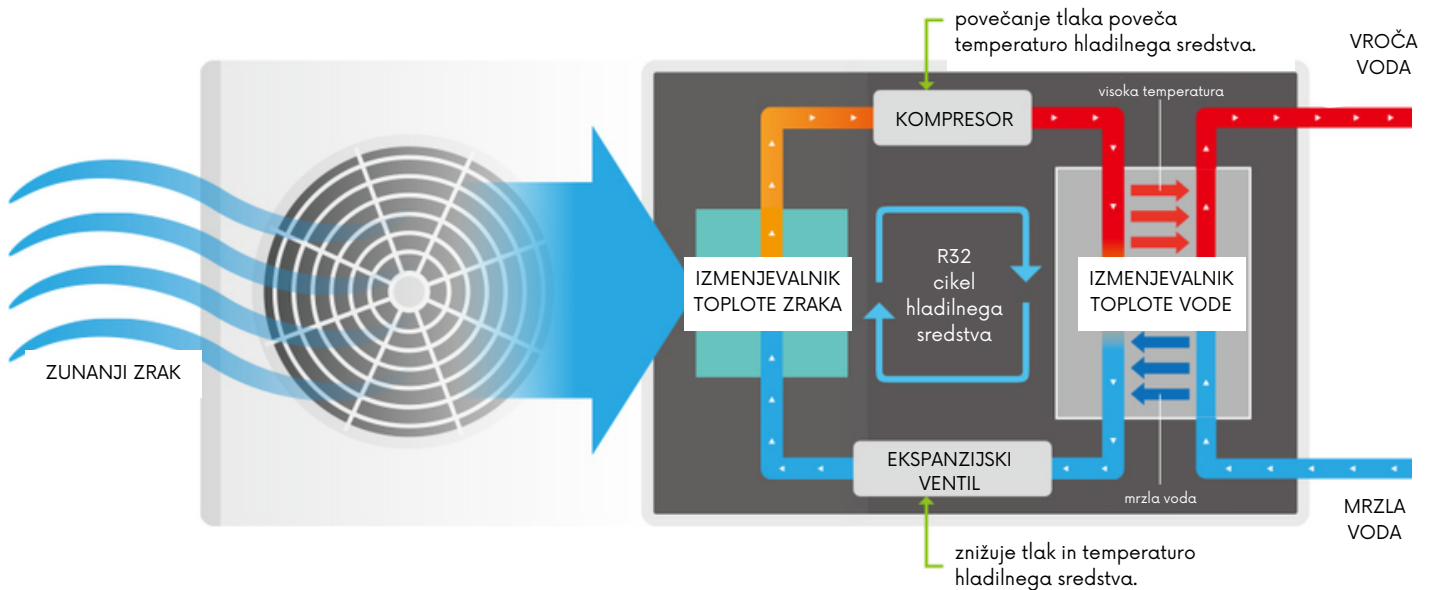 povečanje tlaka poveča
temperaturo hladilnega sredstva.
VROČA
VODA
visoka temperatura
KOMPRESOR
R32
cikel
hladilnega
sredstva
IZMENJEVALNIK
TOPLOTE ZRAKA
IZMENJEVALNIK
TOPLOTE VODE
ZUNANJI ZRAK
EKSPANZIJSKI
VENTIL
mrzla voda
MRZLA
VODA
znižuje tlak in temperaturo
hladilnega sredstva.